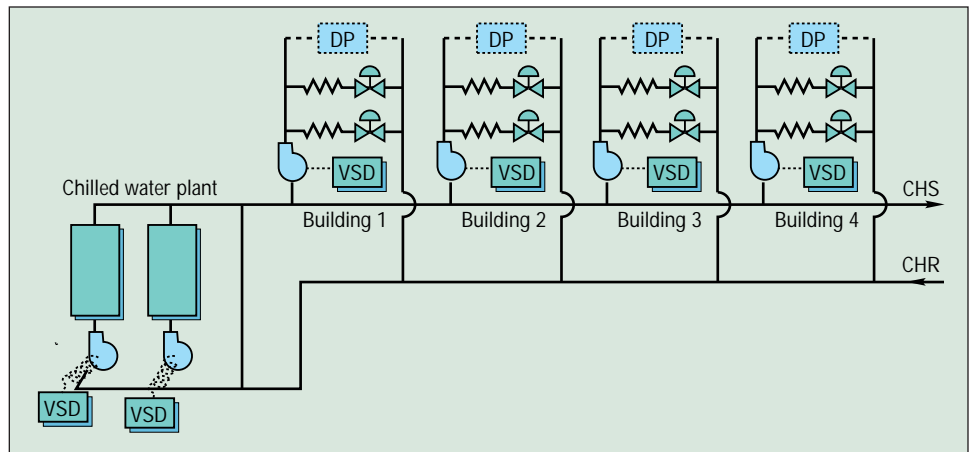 DP DP DP DP
VSD VSD VSD VSD
Chilled water plant
CHS
Building 1 Building 2 Building 3 Building 4
CHR
VSD VSD